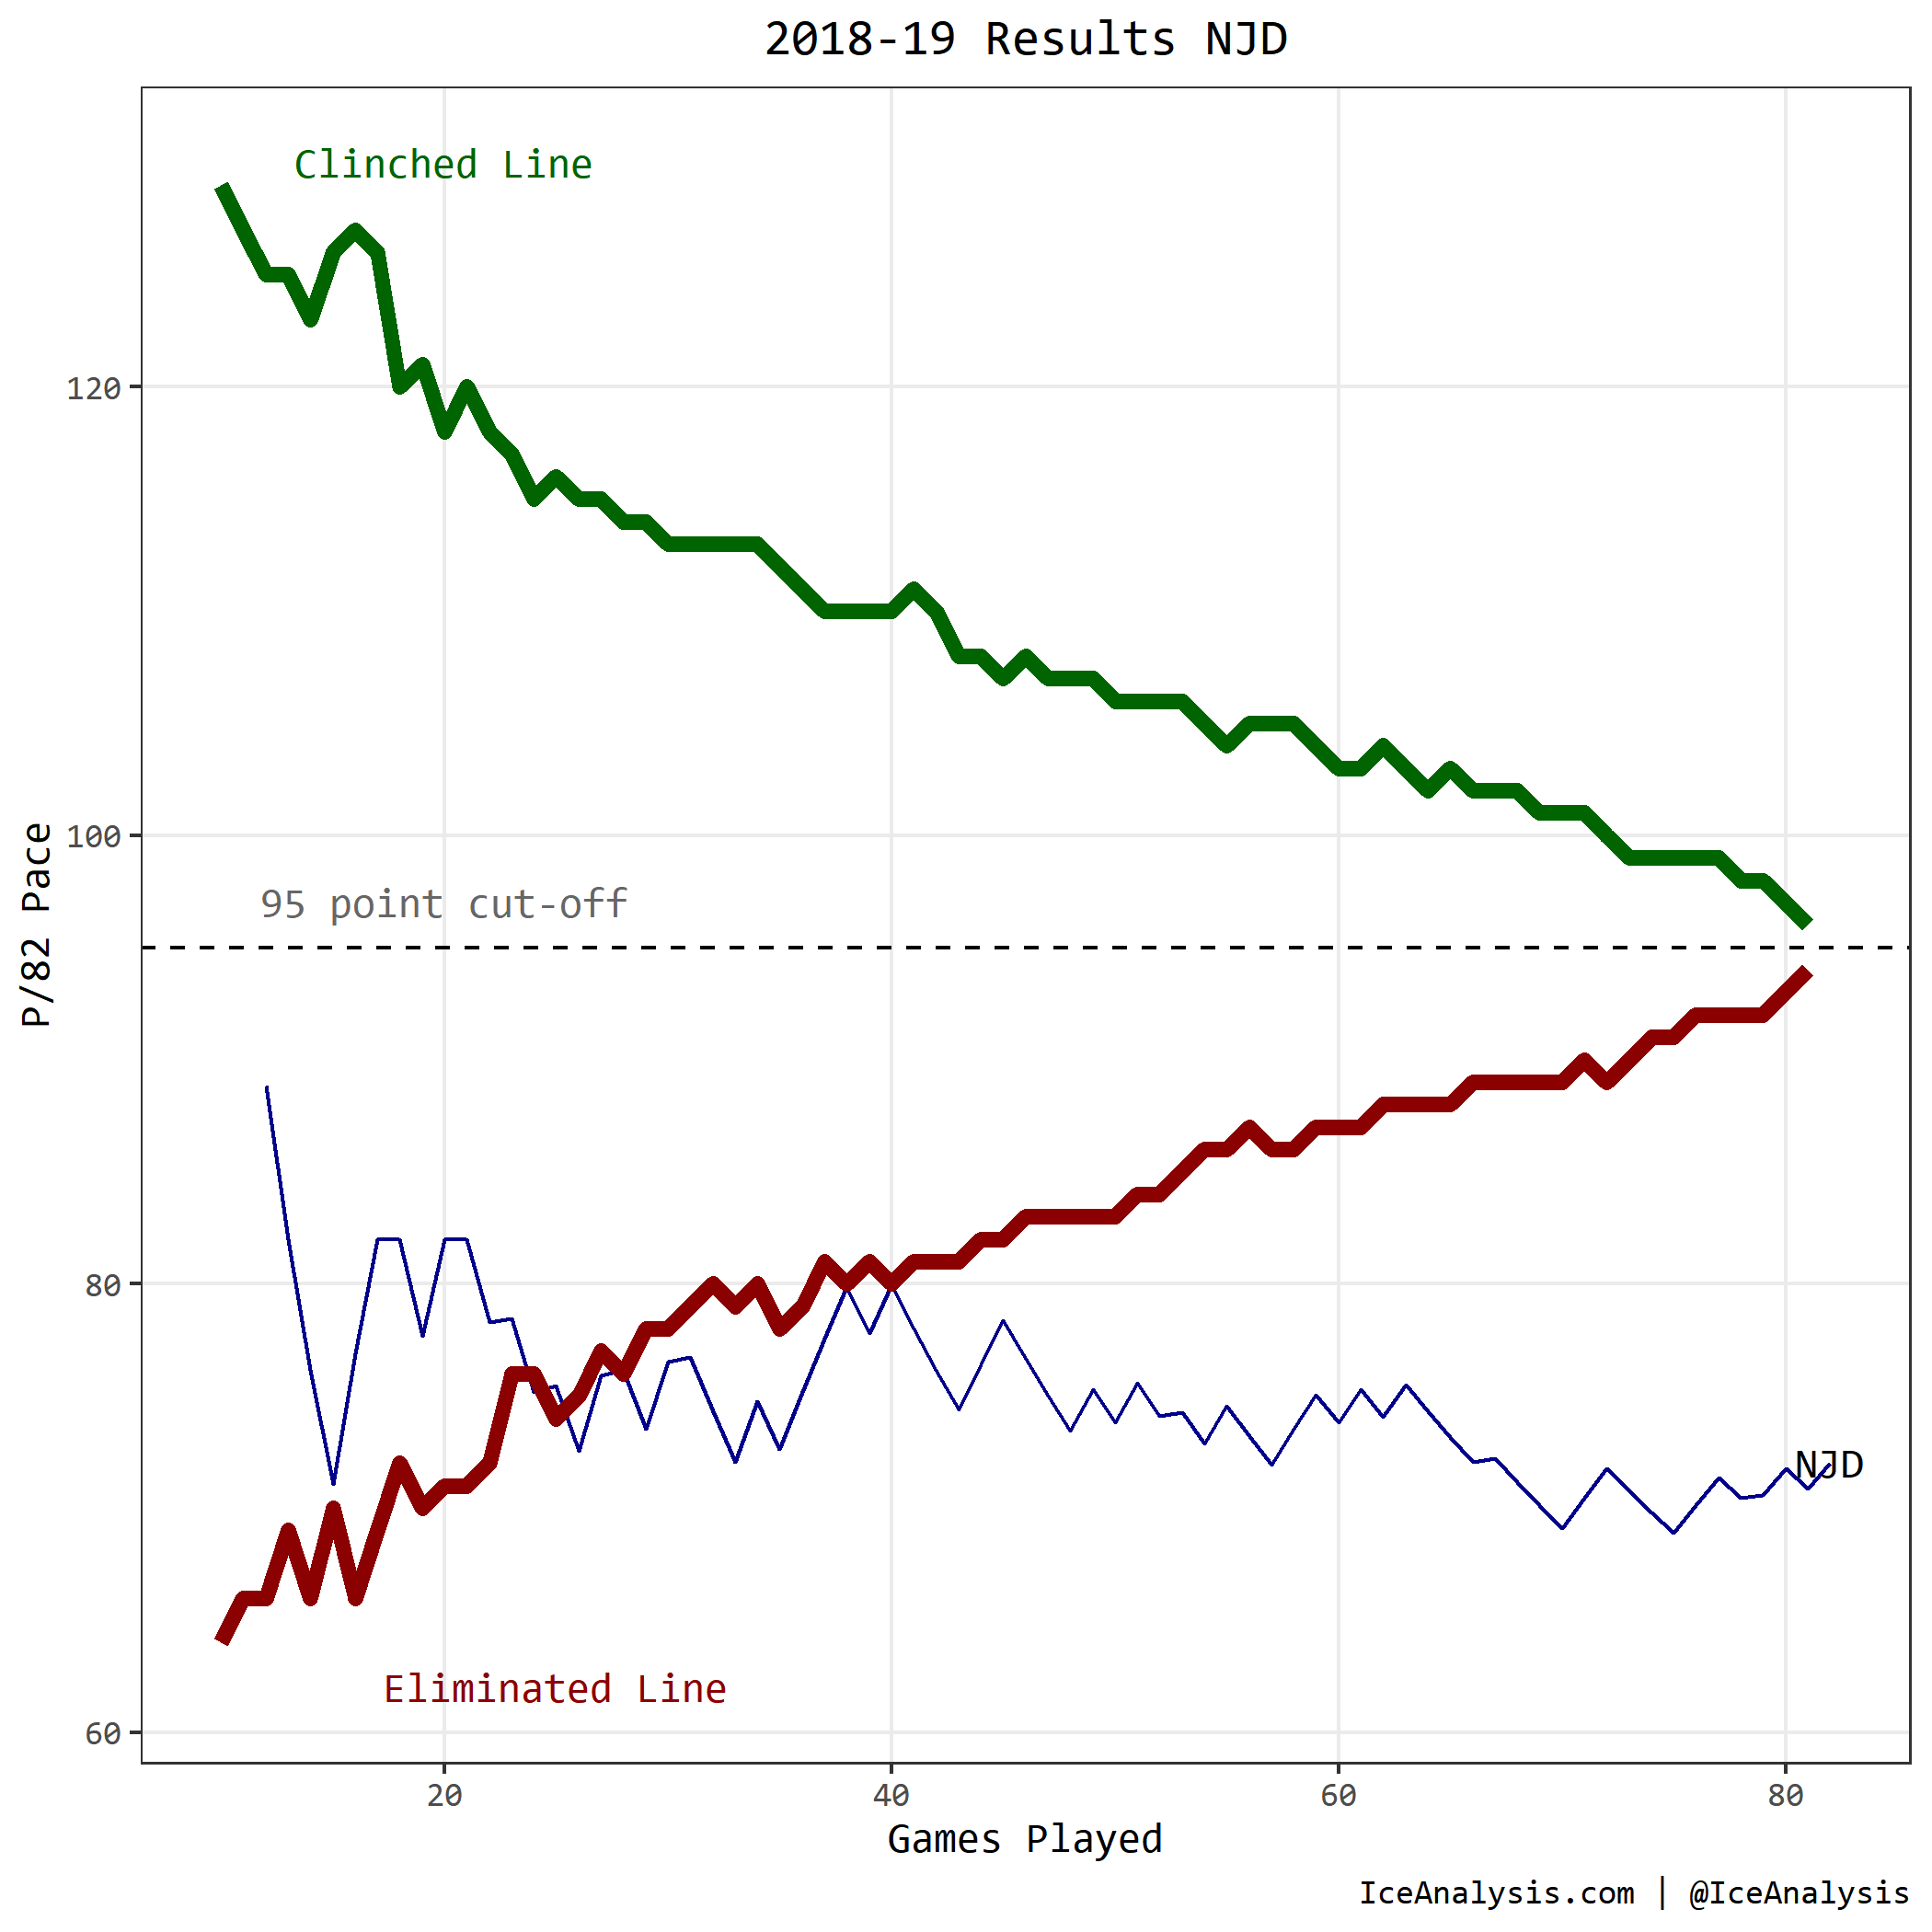 2018-19 Results NJD
Clinched Line
120
100
95 point cut-off
P/82 Pace
80
NJD
Eliminated Line
60
20 40 60 80
Games Played
IceAnalysis.com | @IceAnalysis